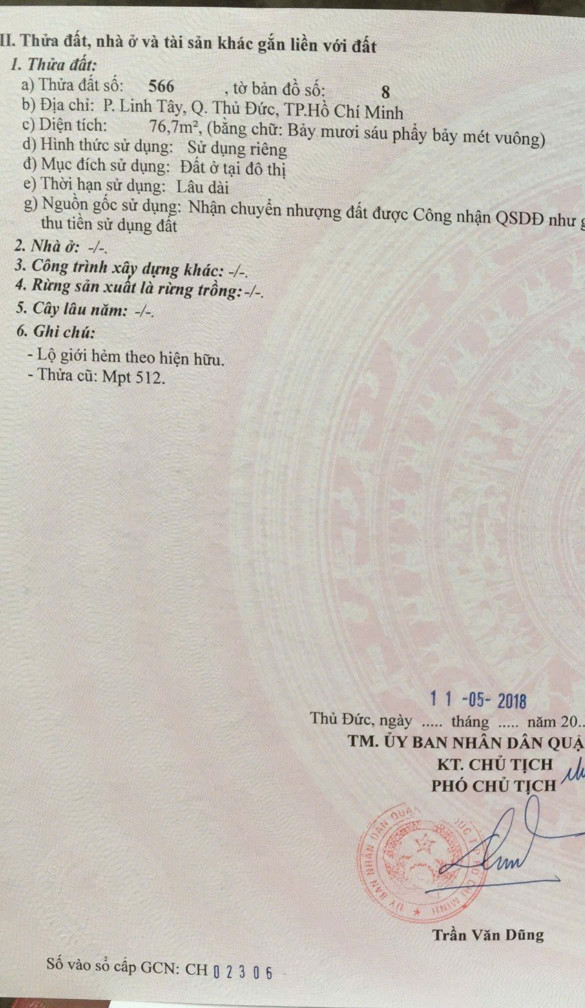 II. Thửa đất, nhà ở và tài sản khác gắn liền với đất
1. Thửa đất:
a) Thửa đất số: 566 , tờ bản đồ số: 8
b) Địa chỉ: P. Linh Tây, Q. Thủ Đức, TP.Hồ Chí Minh
c) Diện tích: 76,7m², (bằng chữ: Bảy mươi sáu phẩy bảy mét vuông)
d) Hình thức sử dụng: Sử dụng riêng
đ) Mục đích sử dụng: Đất ở tại đô thị
e) Thời hạn sử dụng: Lâu dài
g) Nguồn gốc sử dụng: Nhận chuyển nhượng đất được Công nhận QSDĐ như
thu tiền sử dụng đất
2. Nhà ở: -/-.
3. Công trình xây dựng khác: -/-.
4. Rừng sản xuất là rừng trồng: -/-.
5. Cây lâu năm: -/-.
6. Ghi chú:
- Lộ giới hẻm theo hiện hữu.
- Thửa cũ: Mpt 512.
11 -05- 2018
Thủ Đức, ngày ..... tháng ..... năm 20..
TM. ỦY BAN NHÂN DÂN QUẬ
KT. CHỦ TỊCH
PHÓ CHỦ TỊCH
Trần Văn Dũng
Số vào sổ cấp GCN: CH 02306